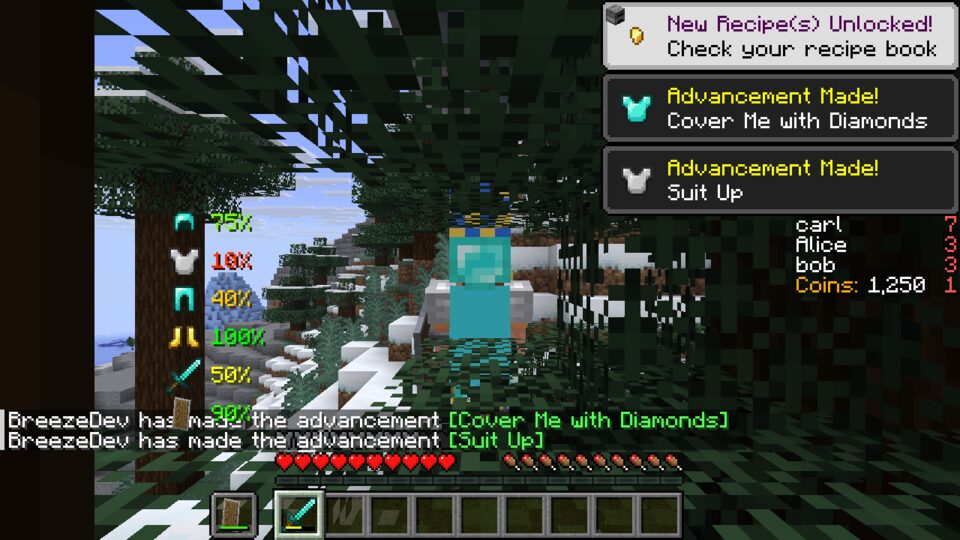 New Recipe(s) Unlocked!
Check your recipe book
Advancement Made!
Cover Me with Diamonds
Advancement Made!
Suit Up
carl 7
Alice 3
bob 3
Coins: 1,250 1
75%
10%
40%
100%
50%
90%
BreezeDev has made the advancement [Cover Me with Diamonds]
BreezeDev has made the advancement [Suit Up]